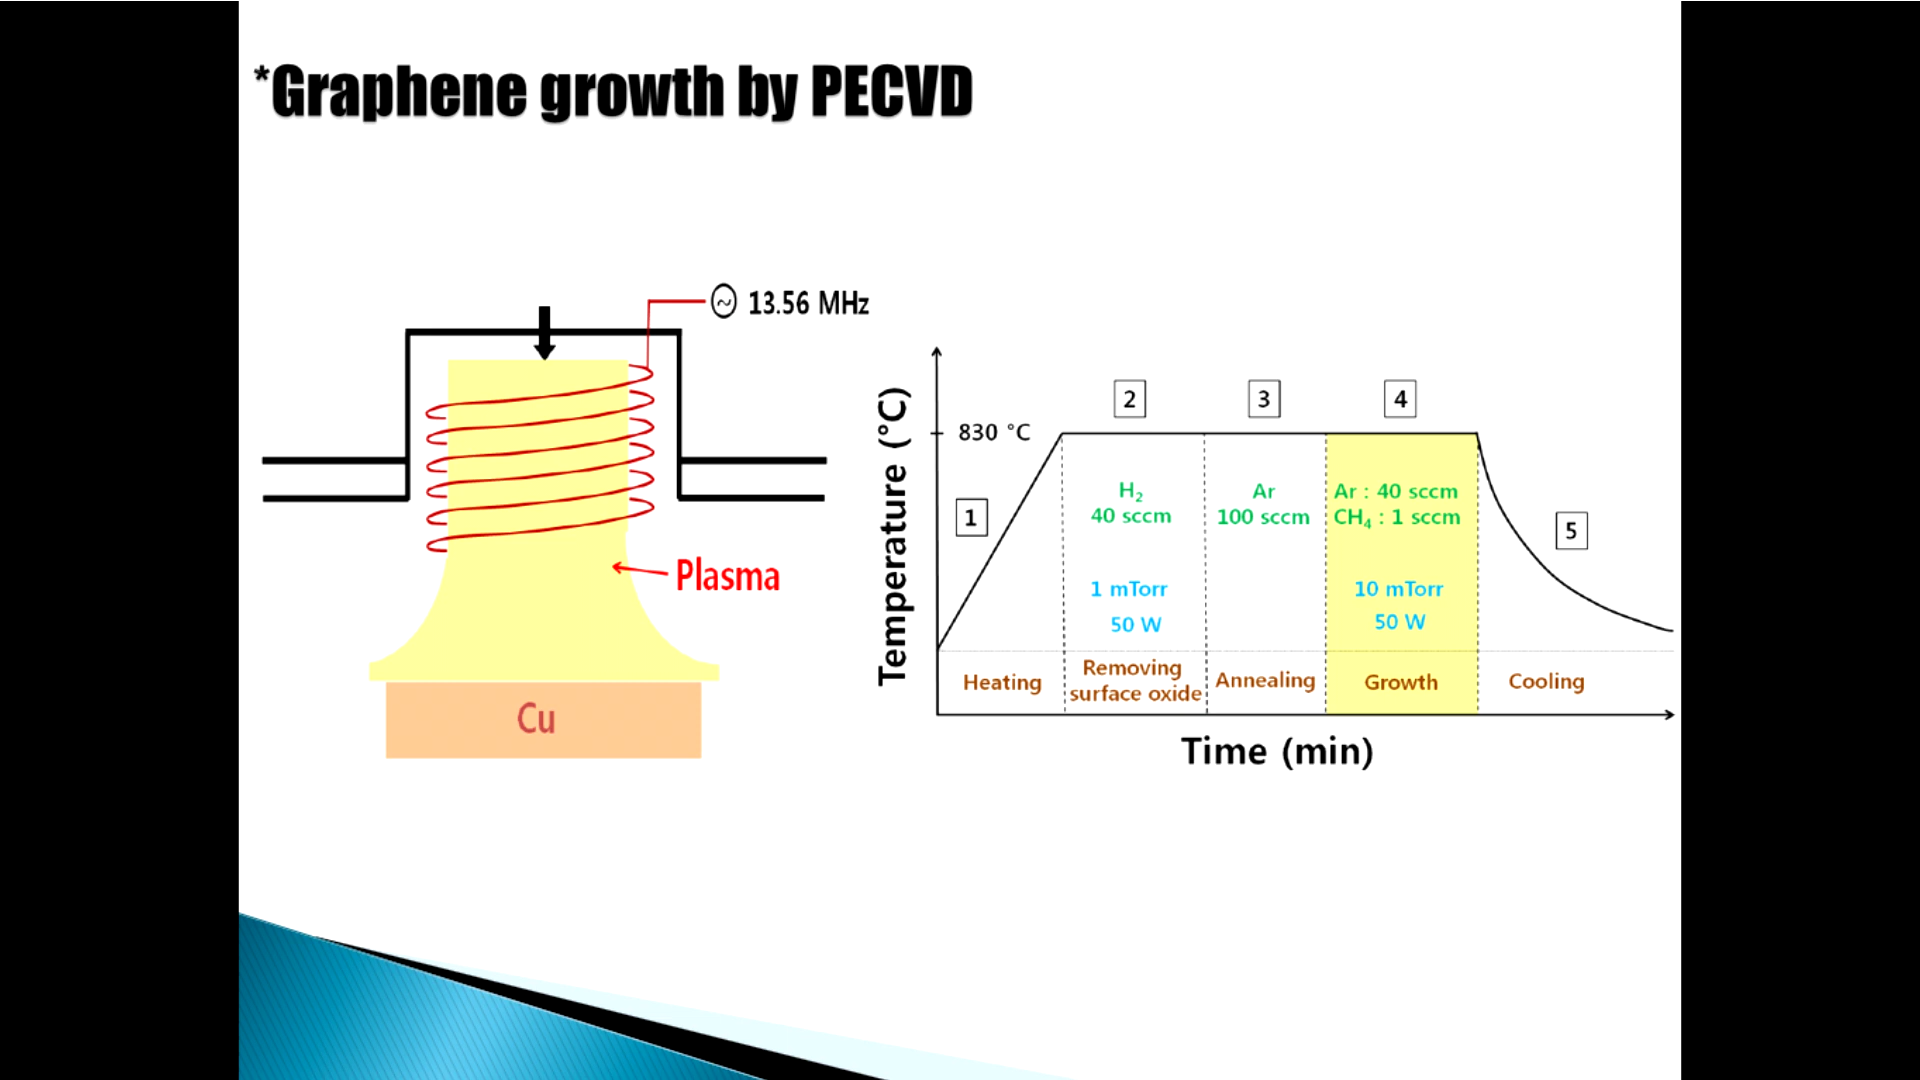 *Graphene growth by PECVD
13.56 MHz
Plasma
Cu
Temperature (°C)
830 °C
1
2
3
4
5
H₂
40 sccm
1 mTorr
50 W
Ar
100 sccm
Ar : 40 sccm
CH₄ : 1 sccm
10 mTorr
50 W
Heating
Removing
surface oxide
Annealing
Growth
Cooling
Time (min)